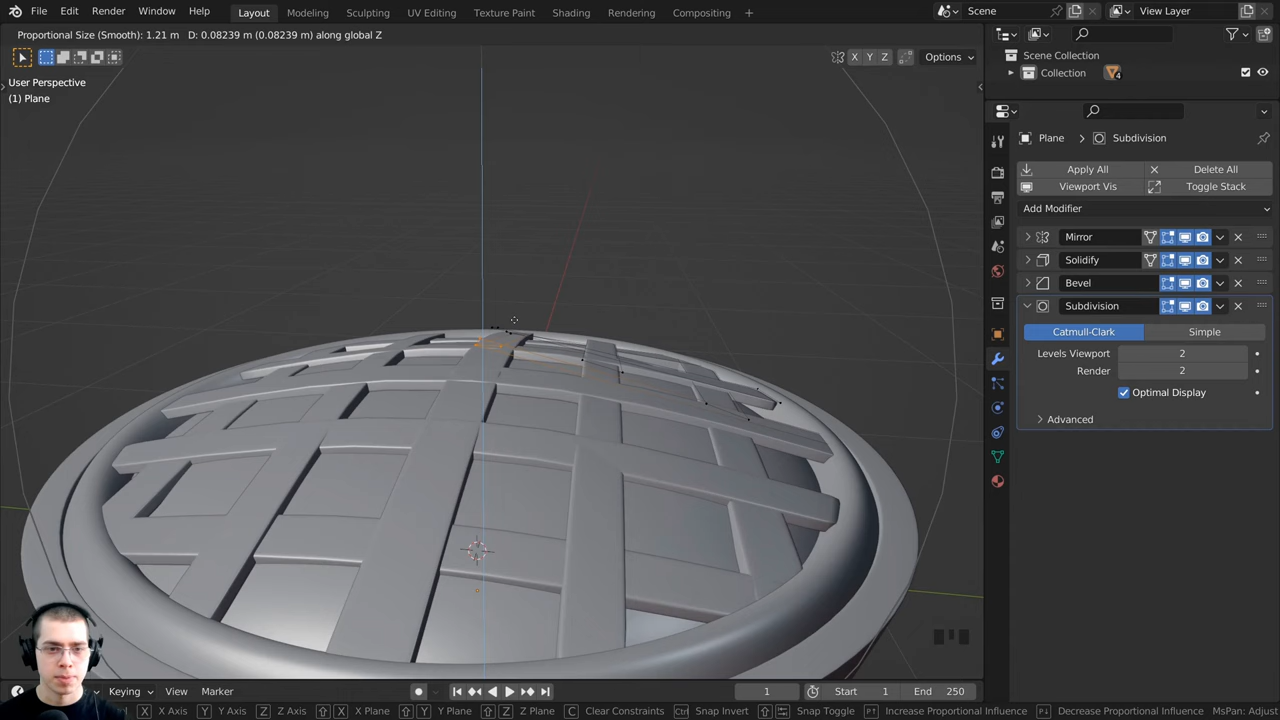 File Edit Render Window Help Layout Modeling Sculpting UV Editing Texture Paint Shading Rendering Compositing + Scene View Layer
Proportional Size (Smooth): 1.21 m D: 0.08239 m (0.08239 m) along global Z
X Y Z Options
User Perspective
(1) Plane
Scene Collection
Collection 4
Plane > Subdivision
Apply All Delete All
Viewport Vis Toggle Stack
Add Modifier
Mirror
Solidify
Bevel
Subdivision
Catmull-Clark Simple
Levels Viewport 2
Render 2
Optimal Display
Advanced
Keying View Marker 1 Start 1 End 250
X X Axis Y Y Axis Z Z Axis X X Plane Y Y Plane Z Z Plane C Clear Constraints Ctrl Snap Invert Snap Toggle Increase Proportional Influence Decrease Proportional Influence MsPan: Adjust